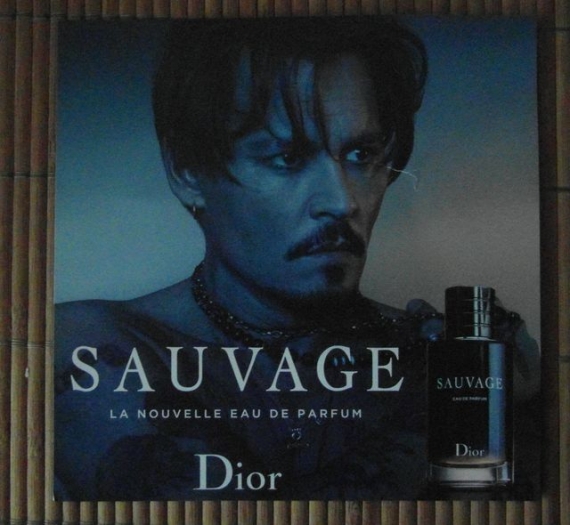 SAUVAGE
LA NOUVELLE EAU DE PARFUM
Dior
SAUVAGE
EAU DE PARFUM
Dior